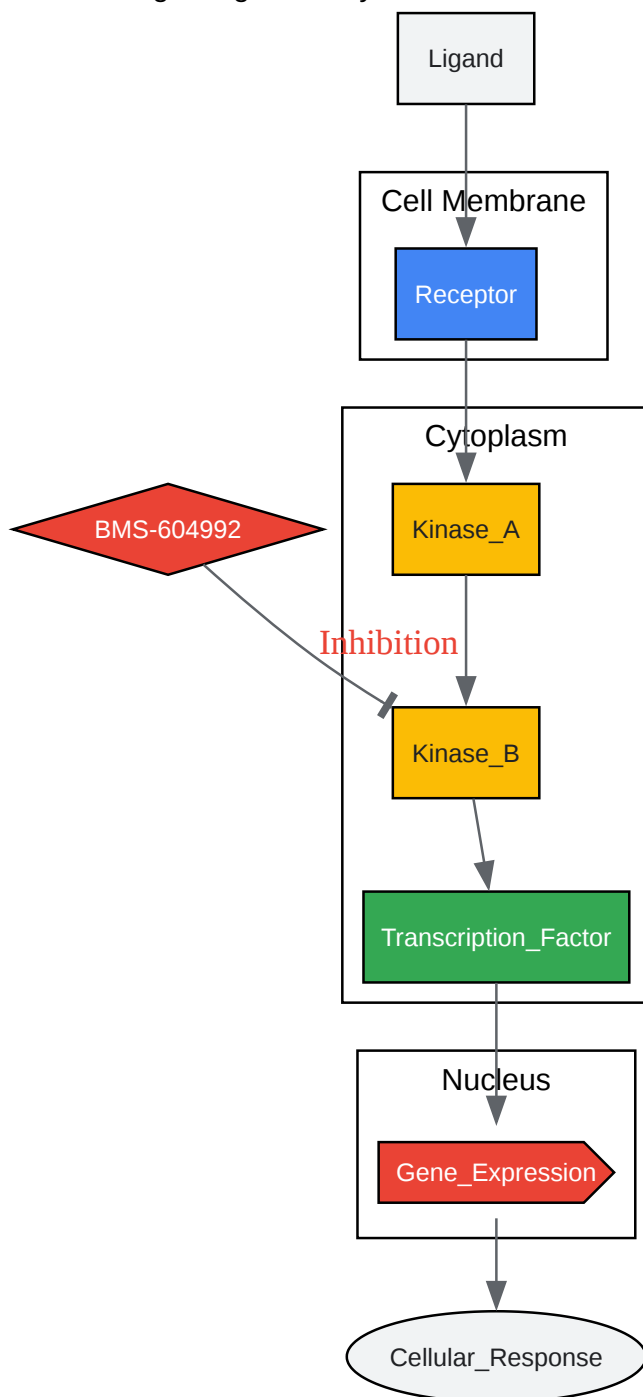 Ligand
Cell Membrane
Receptor
Cytoplasm
BMS-604992
Kinase_A
Inhibition
Kinase_B
Transcription_Factor
Nucleus
Gene_Expression
Cellular_Response